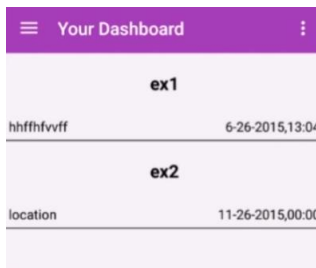 Your Dashboard
ex1
hhffhfvvff 6-26-2015,13:04
ex2
location 11-26-2015,00:00